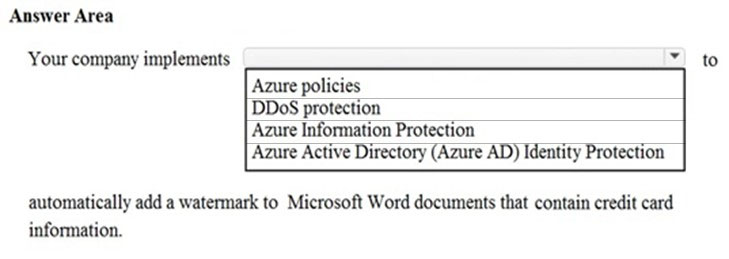 Answer Area
Your company implements to
Azure policies
DDoS protection
Azure Information Protection
Azure Active Directory (Azure AD) Identity Protection
automatically add a watermark to Microsoft Word documents that contain credit card
information.